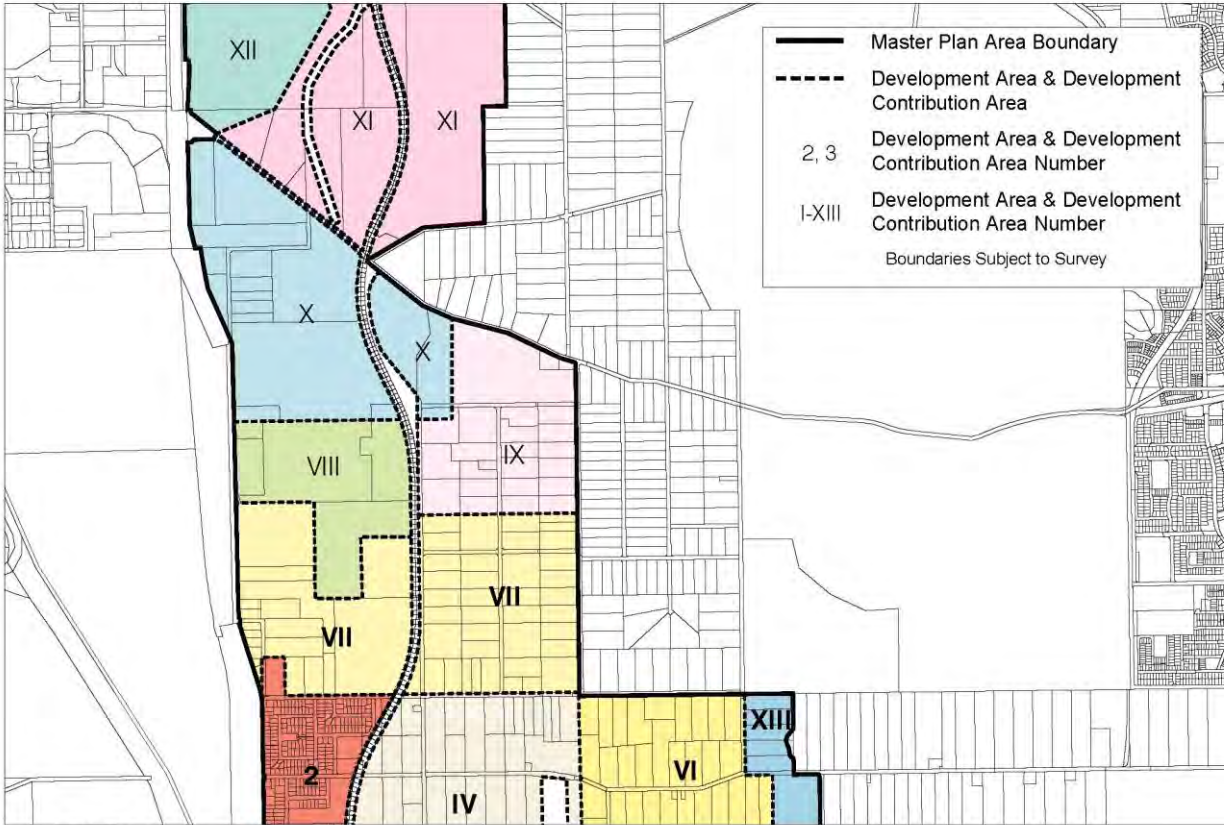 XII
XI
XI
X
X
VIII
IX
VII
VII
2
IV
VI
XIII
Master Plan Area Boundary
Development Area & Development
Contribution Area
2, 3
Development Area & Development
Contribution Area Number
I-XIII
Development Area & Development
Contribution Area Number
Boundaries Subject to Survey